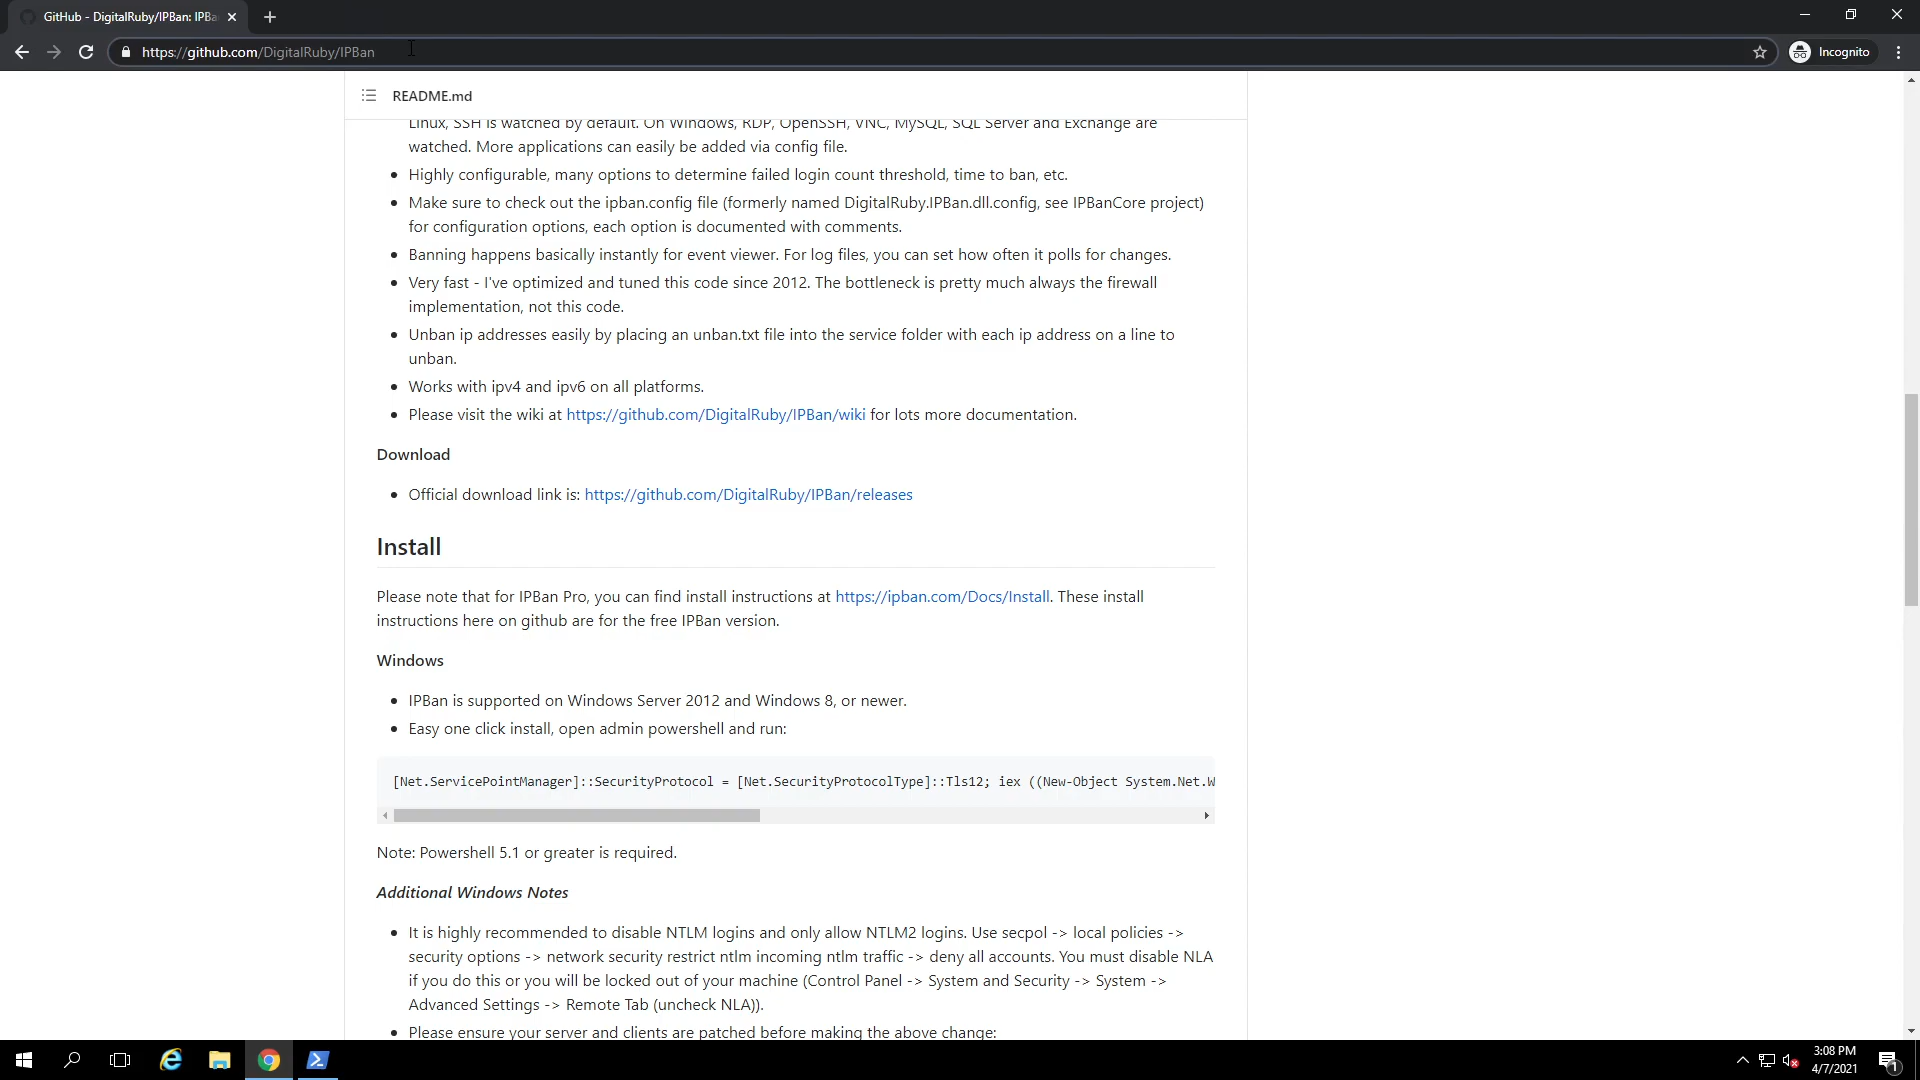 GitHub - DigitalRuby/IPBan: IPBa
https://github.com/DigitalRuby/IPBan
Incognito
README.md
Linux, SSH is watched by default. On Windows, RDP, OpenSSH, VNC, MySQL, SQL Server and Exchange are
watched. More applications can easily be added via config file.
Highly configurable, many options to determine failed login count threshold, time to ban, etc.
Make sure to check out the ipban.config file (formerly named DigitalRuby.IPBan.dll.config, see IPBanCore project)
for configuration options, each option is documented with comments.
Banning happens basically instantly for event viewer. For log files, you can set how often it polls for changes.
Very fast - I've optimized and tuned this code since 2012. The bottleneck is pretty much always the firewall
implementation, not this code.
Unban ip addresses easily by placing an unban.txt file into the service folder with each ip address on a line to
unban.
Works with ipv4 and ipv6 on all platforms.
Please visit the wiki at https://github.com/DigitalRuby/IPBan/wiki for lots more documentation.
Download
Official download link is: https://github.com/DigitalRuby/IPBan/releases
Install
Please note that for IPBan Pro, you can find install instructions at https://ipban.com/Docs/Install. These install
instructions here on github are for the free IPBan version.
Windows
IPBan is supported on Windows Server 2012 and Windows 8, or newer.
Easy one click install, open admin powershell and run:
[Net.ServicePointManager]::SecurityProtocol = [Net.SecurityProtocolType]::Tls12; iex ((New-Object System.Net.W
Note: Powershell 5.1 or greater is required.
Additional Windows Notes
It is highly recommended to disable NTLM logins and only allow NTLM2 logins. Use secpol -> local policies ->
security options -> network security restrict ntlm incoming ntlm traffic -> deny all accounts. You must disable NLA
if you do this or you will be locked out of your machine (Control Panel -> System and Security -> System ->
Advanced Settings -> Remote Tab (uncheck NLA)).
Please ensure your server and clients are patched before making the above change:
3:08 PM
4/7/2021
1